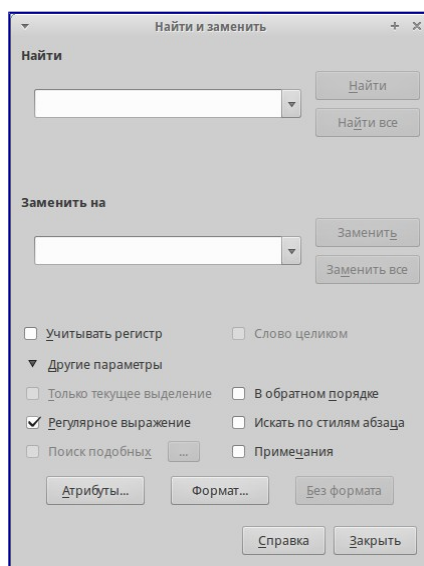 Найти и заменить
Найти
Найти
Найти все
Заменить на
Заменить
Заменить все
Учитывать регистр
Слово целиком
Другие параметры
Только текущее выделение
В обратном порядке
Регулярное выражение
Искать по стилям абзаца
Поиск подобных
...
Примечания
Атрибуты...
Формат...
Без формата
Справка
Закрыть